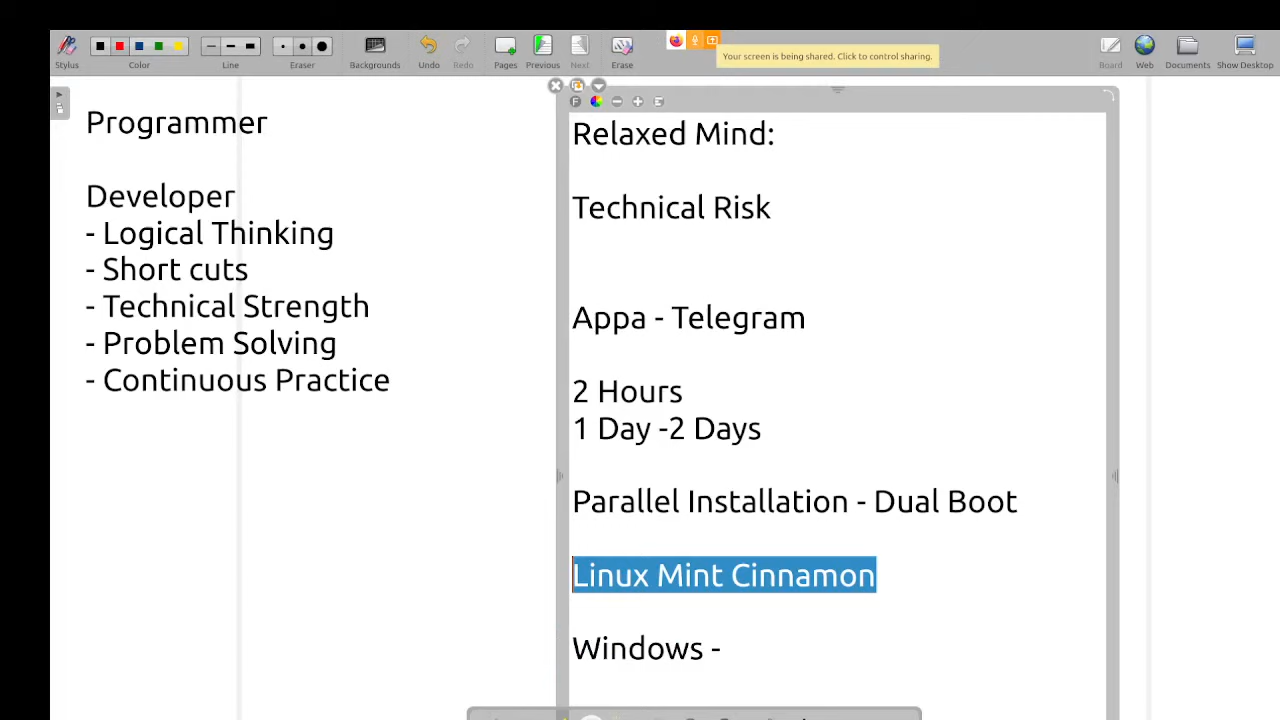 Stylus
Color
Line
Eraser
Backgrounds
Undo
Redo
Pages
Previous
Next
Erase
Your screen is being shared. Click to control sharing.
Board
Web
Documents
Show Desktop
Programmer
Developer
- Logical Thinking
- Short cuts
- Technical Strength
- Problem Solving
- Continuous Practice
Relaxed Mind:
Technical Risk
Appa - Telegram
2 Hours
1 Day -2 Days
Parallel Installation - Dual Boot
Linux Mint Cinnamon
Windows -